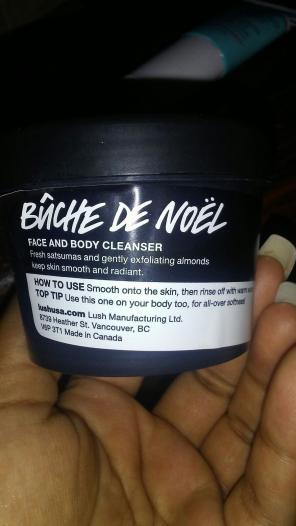 BÛCHE DE NOËL
FACE AND BODY CLEANSER
Fresh satsumas and gently exfoliating almonds
keep skin smooth and radiant.
HOW TO USE Smooth onto the skin, then rinse off with warm
TOP TIP Use this one on your body too, for all-over softness
lushusa.com Lush Manufacturing Ltd.
8739 Heather St. Vancouver, BC
V6P 3T1 Made in Canada